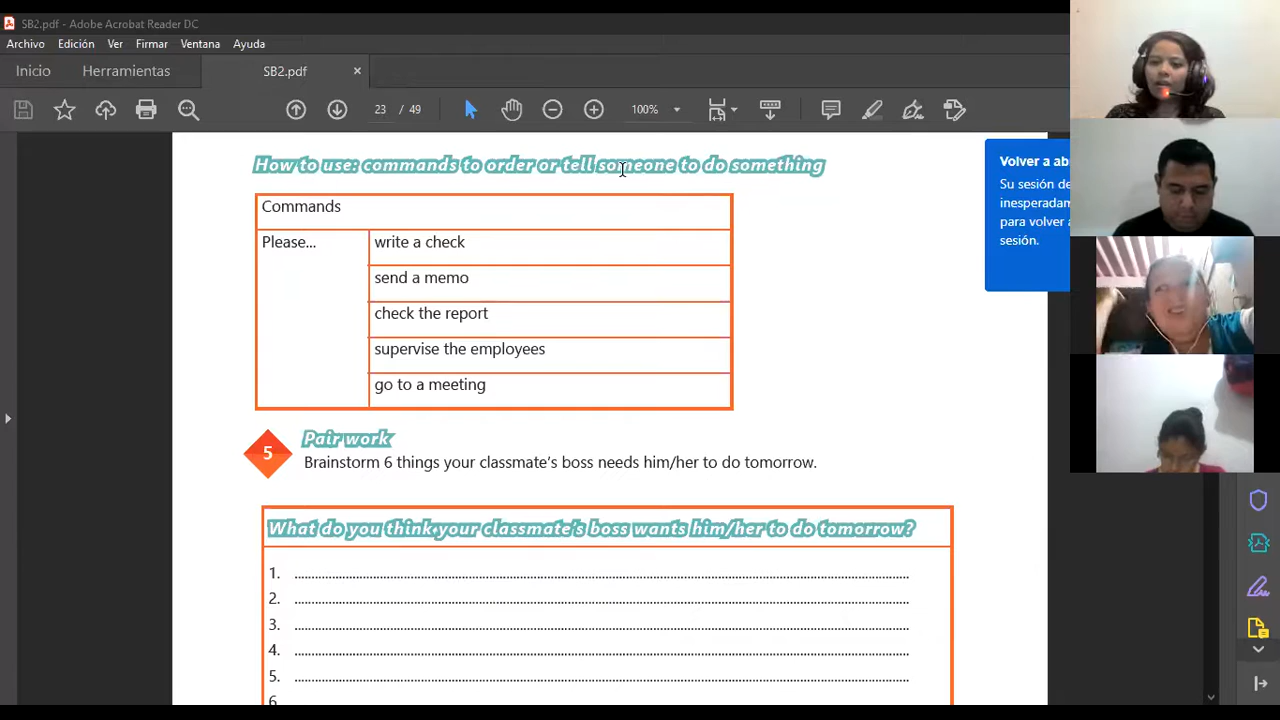 SB2.pdf - Adobe Acrobat Reader DC
Archivo Edición Ver Firmar Ventana Ayuda
Inicio Herramientas SB2.pdf ×
23 / 49 100%
How to use: commands to order or tell someone to do something
Commands
Please... write a check
send a memo
check the report
supervise the employees
go to a meeting
5 Pair work
Brainstorm 6 things your classmate's boss needs him/her to do tomorrow.
What do you think your classmate's boss wants him/her to do tomorrow?
1. ................................................
2. ................................................
3. ................................................
4. ................................................
5. ................................................
6.
Volver a ab
Su sesión de
inesperadam
para volver a
sesión.